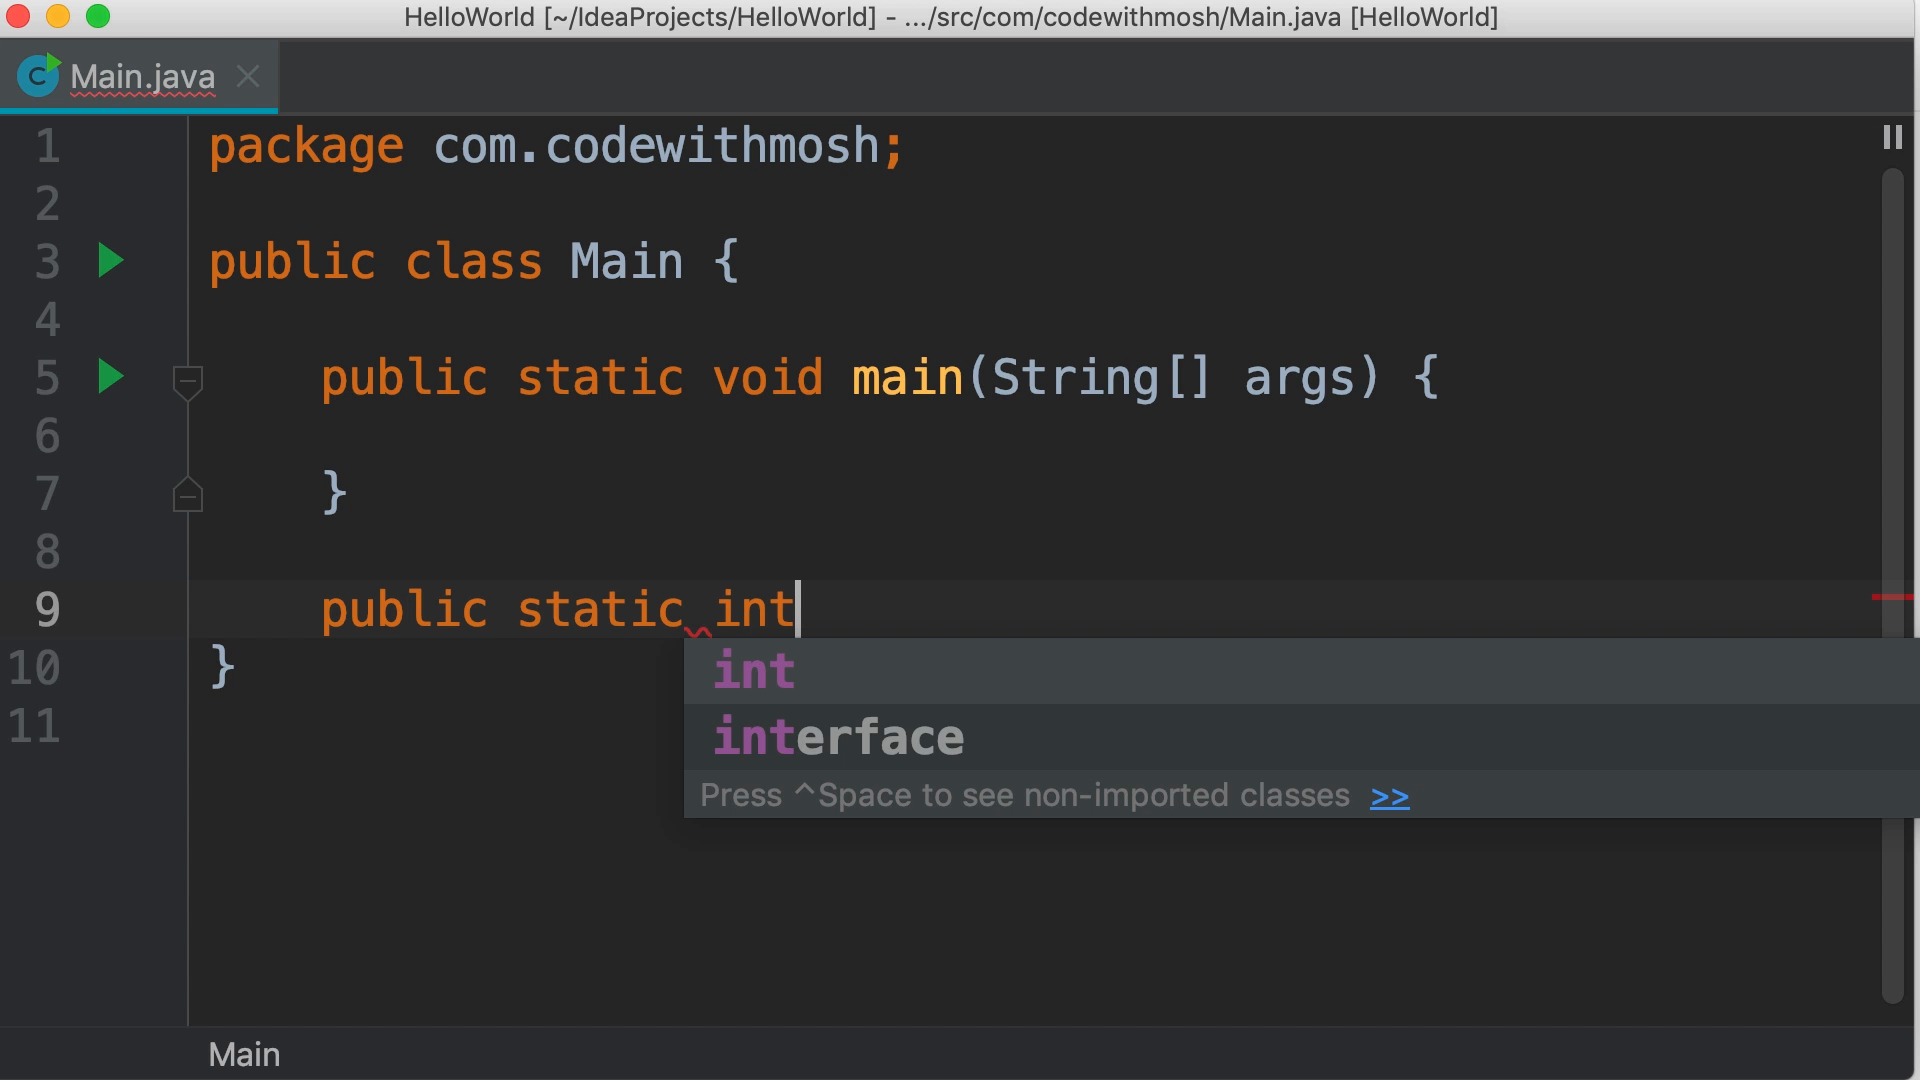 HelloWorld [~/IdeaProjects/HelloWorld] - .../src/com/codewithmosh/Main.java [HelloWorld]
C Main.java
1 package com.codewithmosh;
2
3 public class Main {
4
5 public static void main(String[] args) {
6
7 }
8
9 public static int
int
10 }
interface
11
Press ^Space to see non-imported classes >>
Main